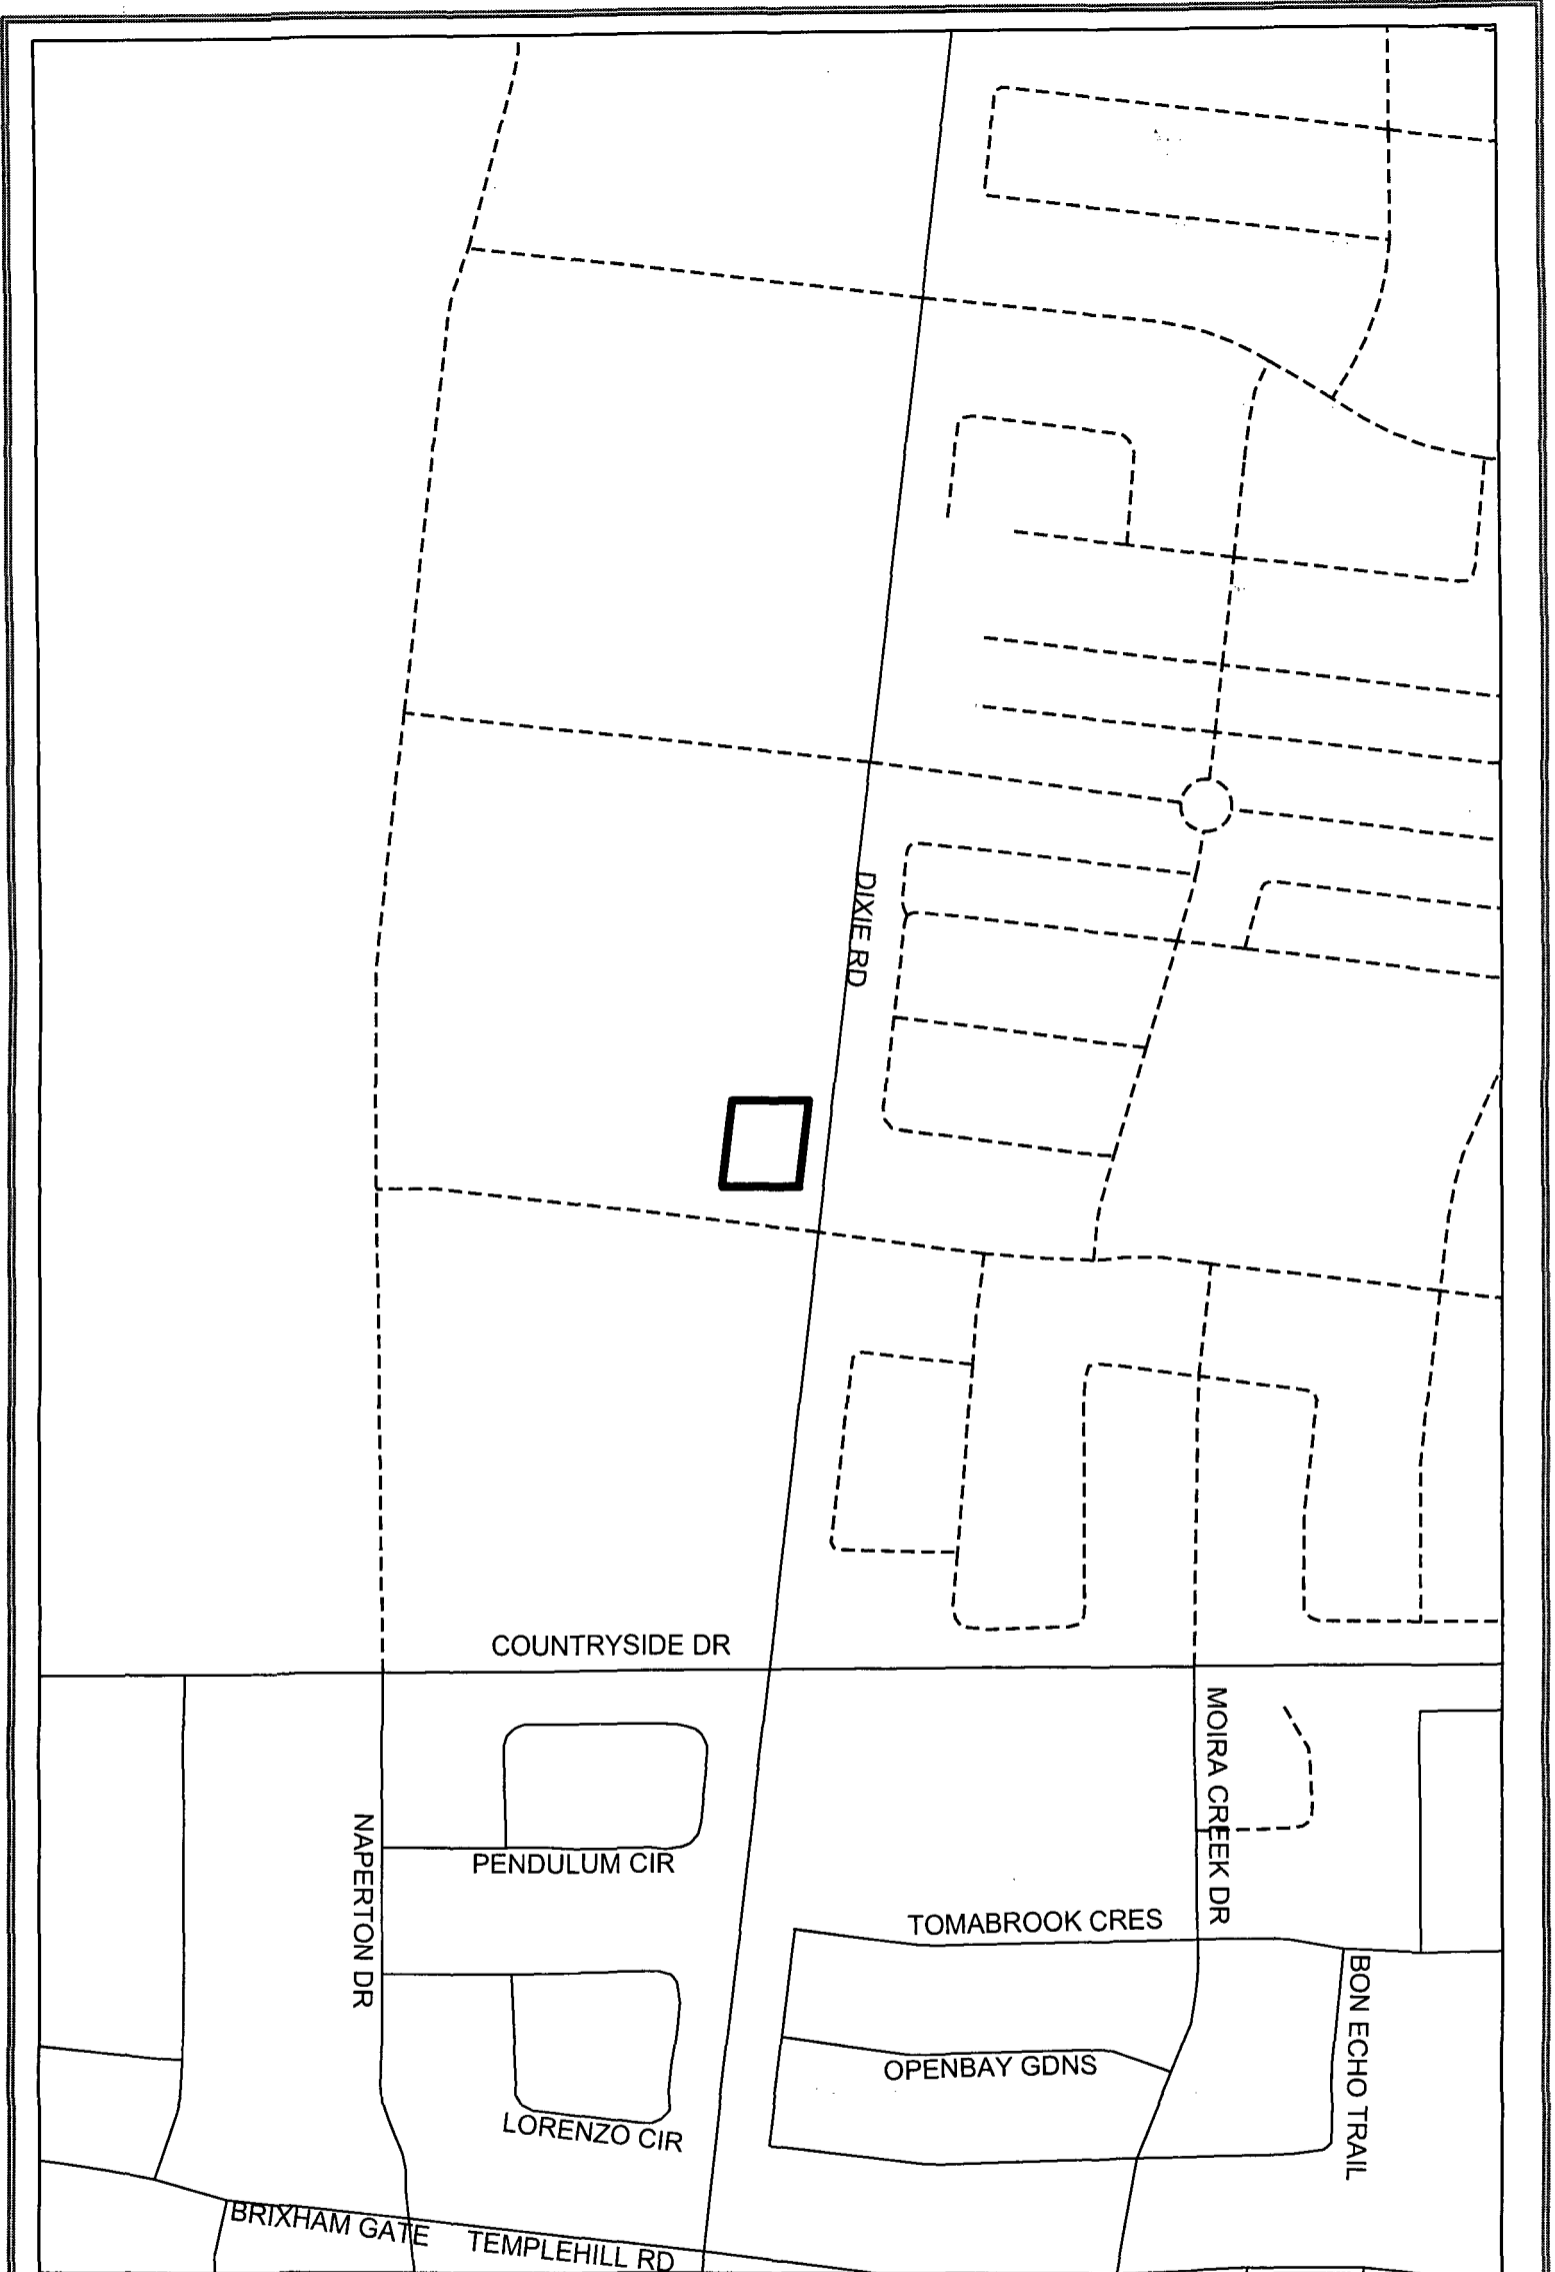 DIXIE RD
COUNTRYSIDE DR
MOIRA CREEK DR
NAPERTON DR
PENDULUM CIR
TOMABROOK CRES
BON ECHO TRAIL
OPENBAY GDNS
LORENZO CIR
BRIXHAM GATE
TEMPLEHILL RD